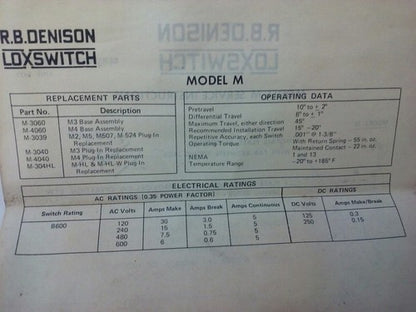 R.B.DENISON
LOXSWITCH
MODEL M
REPLACEMENT PARTS
Part No. Description
M-3060 M3 Base Assembly
M-4060 M4 Base Assembly
M-3039 M2, M5, M507, M-524 Plug-In
Replacement
M-3040 M3 Plug-In Replacement
M-4040 M4 Plug-In Replacement
M-304HL M-HL & M-HL-W Plug-In
Replacement
OPERATING DATA
Pretravel 10° to ± 2°
Differential Travel 8° to ± 1°
Maximum Travel, either direction 45°
Recommended Installation Travel 15° -20°
Repetitive Accuracy, each Switch .001" @ 1-3/8"
Operating Torque With Return Spring - 55 in. oz.
Maintained Contact - 22 in. oz.
NEMA 1 and 13
Temperature Range -20° to +185° F
ELECTRICAL RATINGS
AC RATINGS (0.35 POWER FACTOR) DC RATINGS
Switch Rating AC Volts Amps Make Amps Break Amps Continuous DC Volts Amps Make/Break
B600 120 30 3.0 5 125 0.3
240 15 1.5 5 250 0.15
480 7.5 0.75 5
600 6 0.6 5